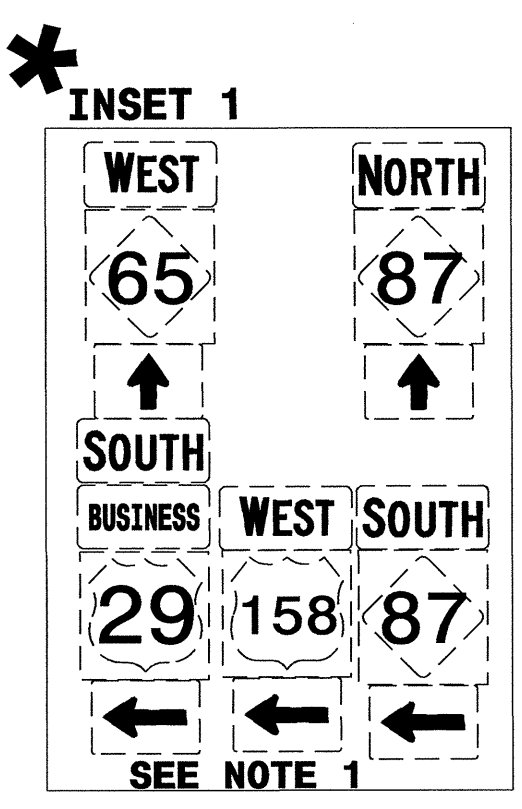 INSET 1
WEST NORTH
65 87
SOUTH
BUSINESS WEST SOUTH
29 158 87
SEE NOTE 1